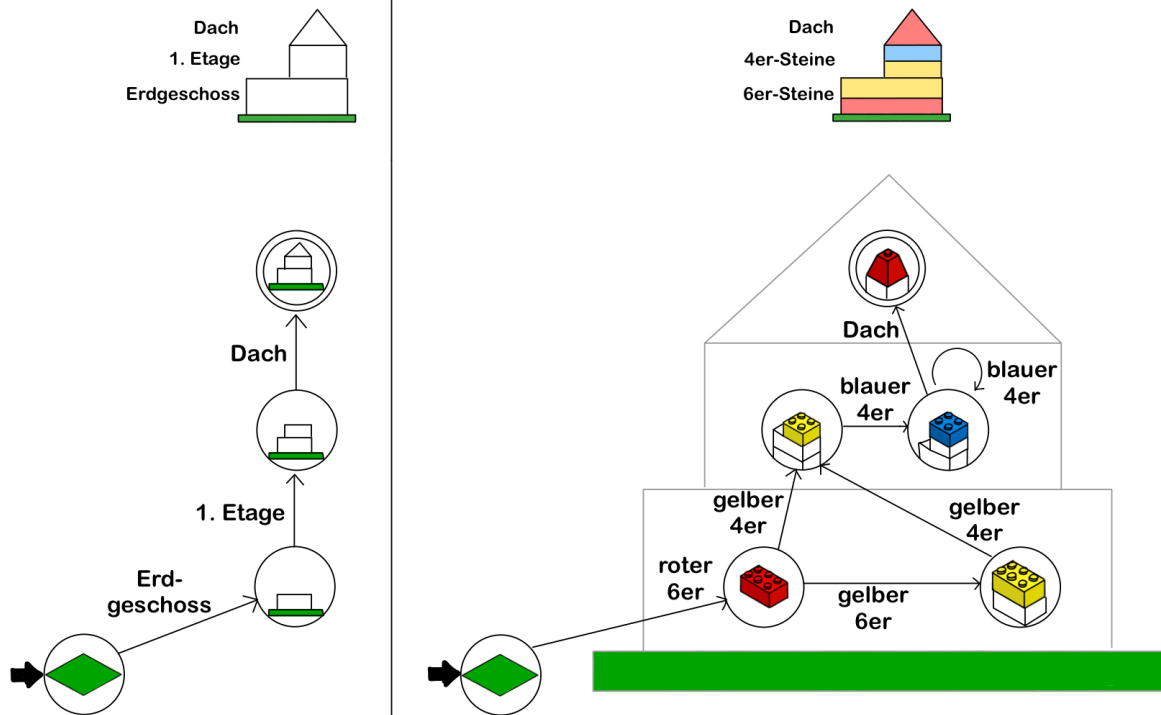 Dach
1. Etage
Erdgeschoss
Dach
1. Etage
Erd-
geschoss
Dach
4er-Steine
6er-Steine
Dach
blauer
4er
blauer
4er
gelber
4er
gelber
4er
roter
6er
gelber
6er